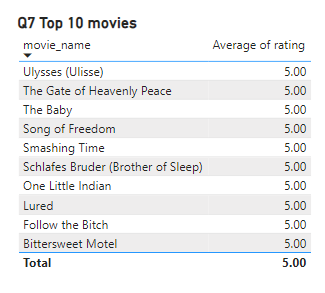 Q7 Top 10 movies
movie_name Average of rating
Ulysses (Ulisse) 5.00
The Gate of Heavenly Peace 5.00
The Baby 5.00
Song of Freedom 5.00
Smashing Time 5.00
Schlafes Bruder (Brother of Sleep) 5.00
One Little Indian 5.00
Lured 5.00
Follow the Bitch 5.00
Bittersweet Motel 5.00
Total 5.00